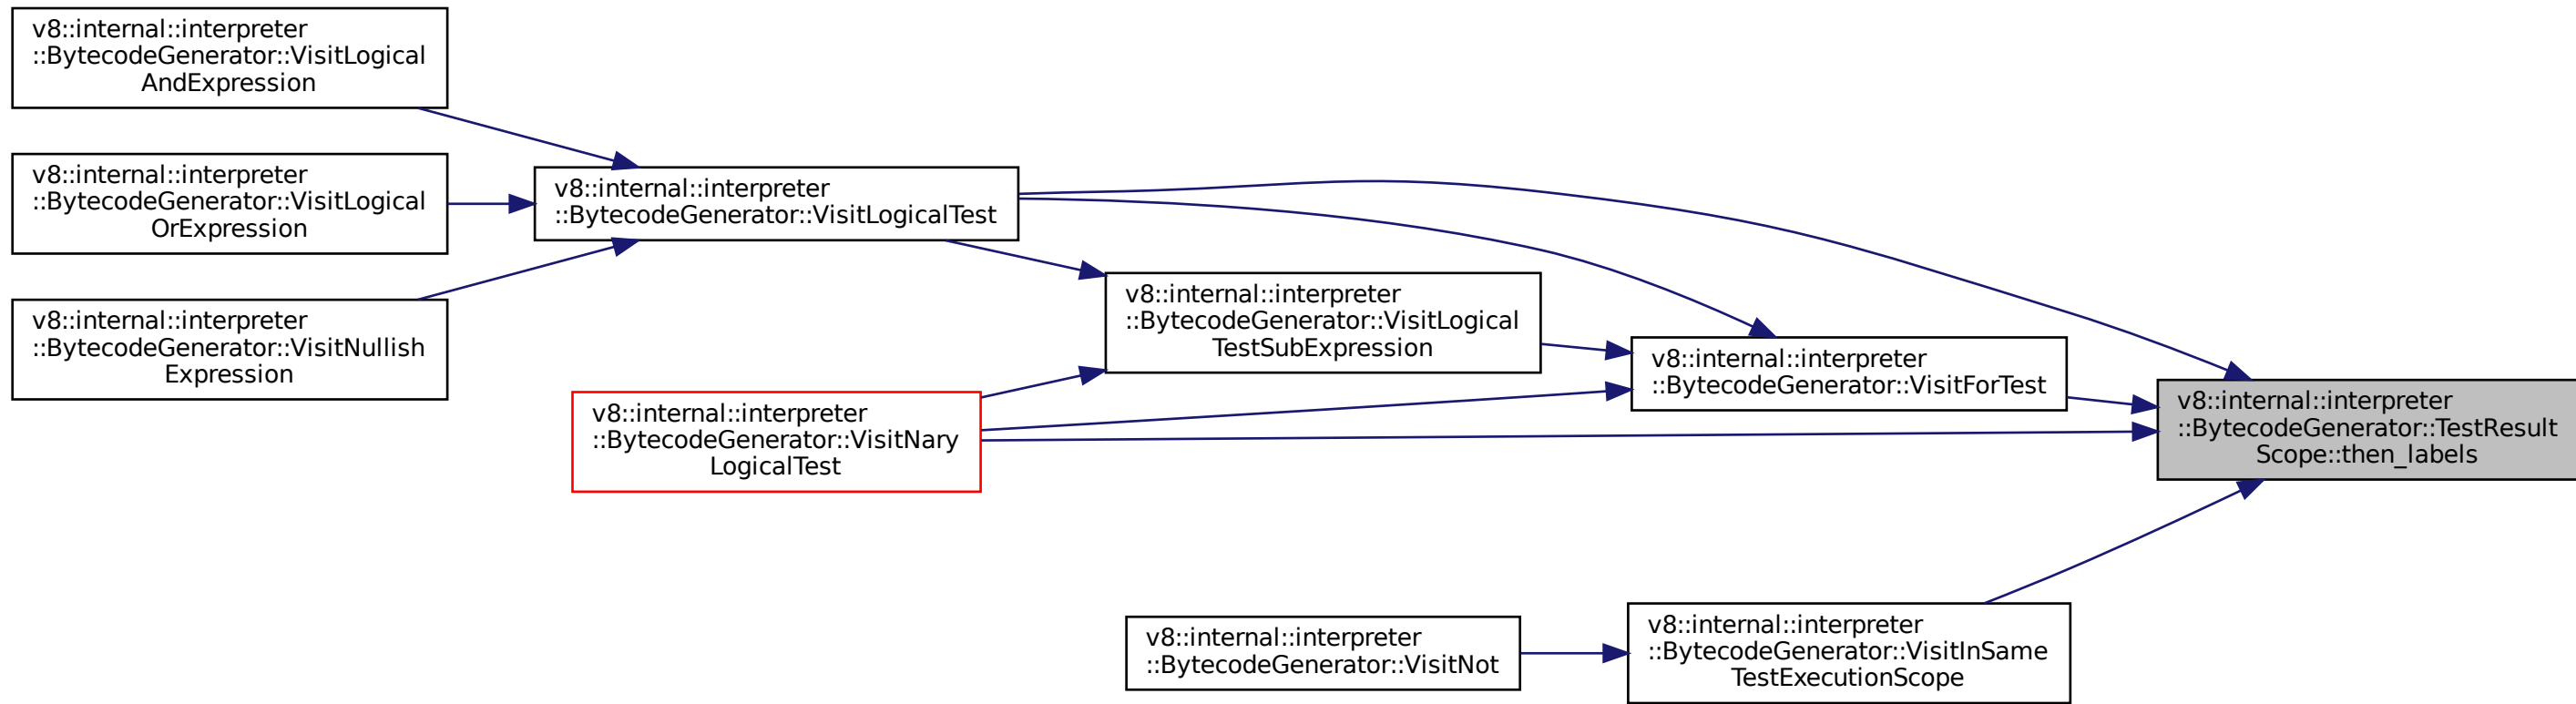 v8::internal::interpreter
::BytecodeGenerator::VisitLogical
AndExpression
v8::internal::interpreter
::BytecodeGenerator::VisitLogical
OrExpression
v8::internal::interpreter
::BytecodeGenerator::VisitNullish
Expression
v8::internal::interpreter
::BytecodeGenerator::VisitLogicalTest
v8::internal::interpreter
::BytecodeGenerator::VisitNary
LogicalTest
v8::internal::interpreter
::BytecodeGenerator::VisitLogical
TestSubExpression
v8::internal::interpreter
::BytecodeGenerator::VisitNot
v8::internal::interpreter
::BytecodeGenerator::VisitForTest
v8::internal::interpreter
::BytecodeGenerator::VisitInSame
TestExecutionScope
v8::internal::interpreter
::BytecodeGenerator::TestResult
Scope::then_labels